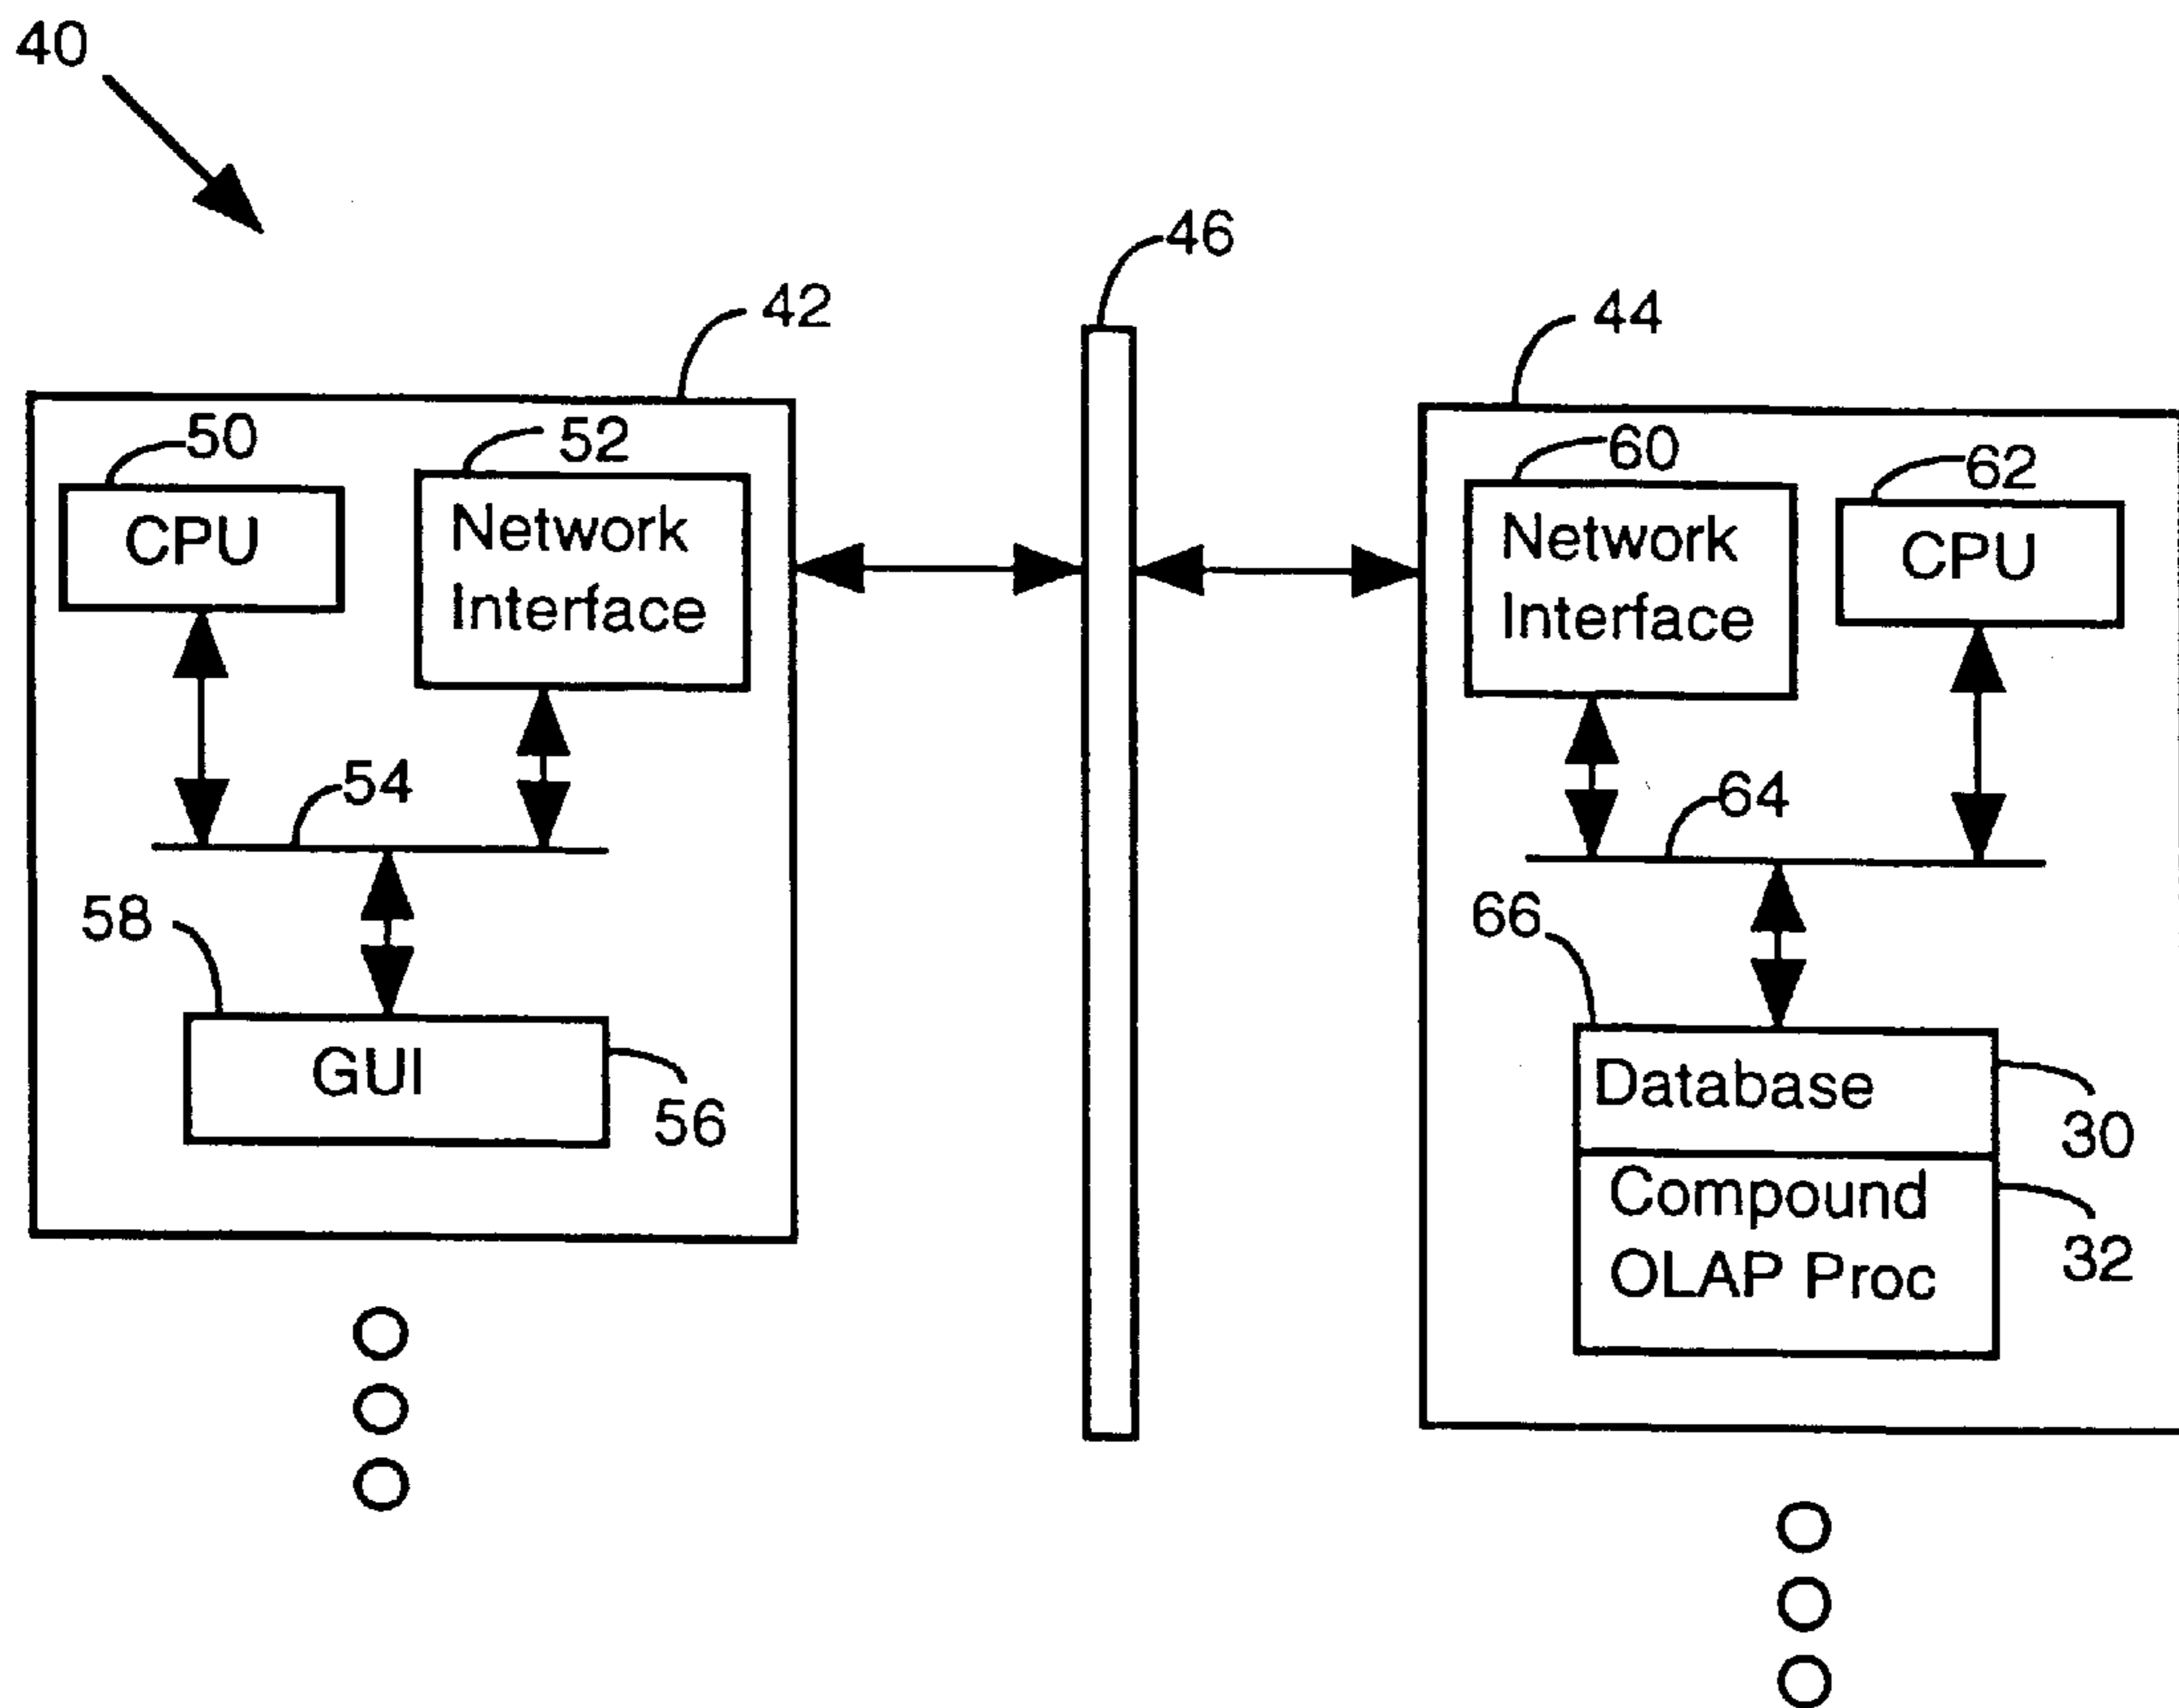 40
46
42
44
50
52
60
62
CPU
Network
Interface
Network
Interface
CPU
54
64
58
66
GUI
56
Database
30
Compound
OLAP Proc
32